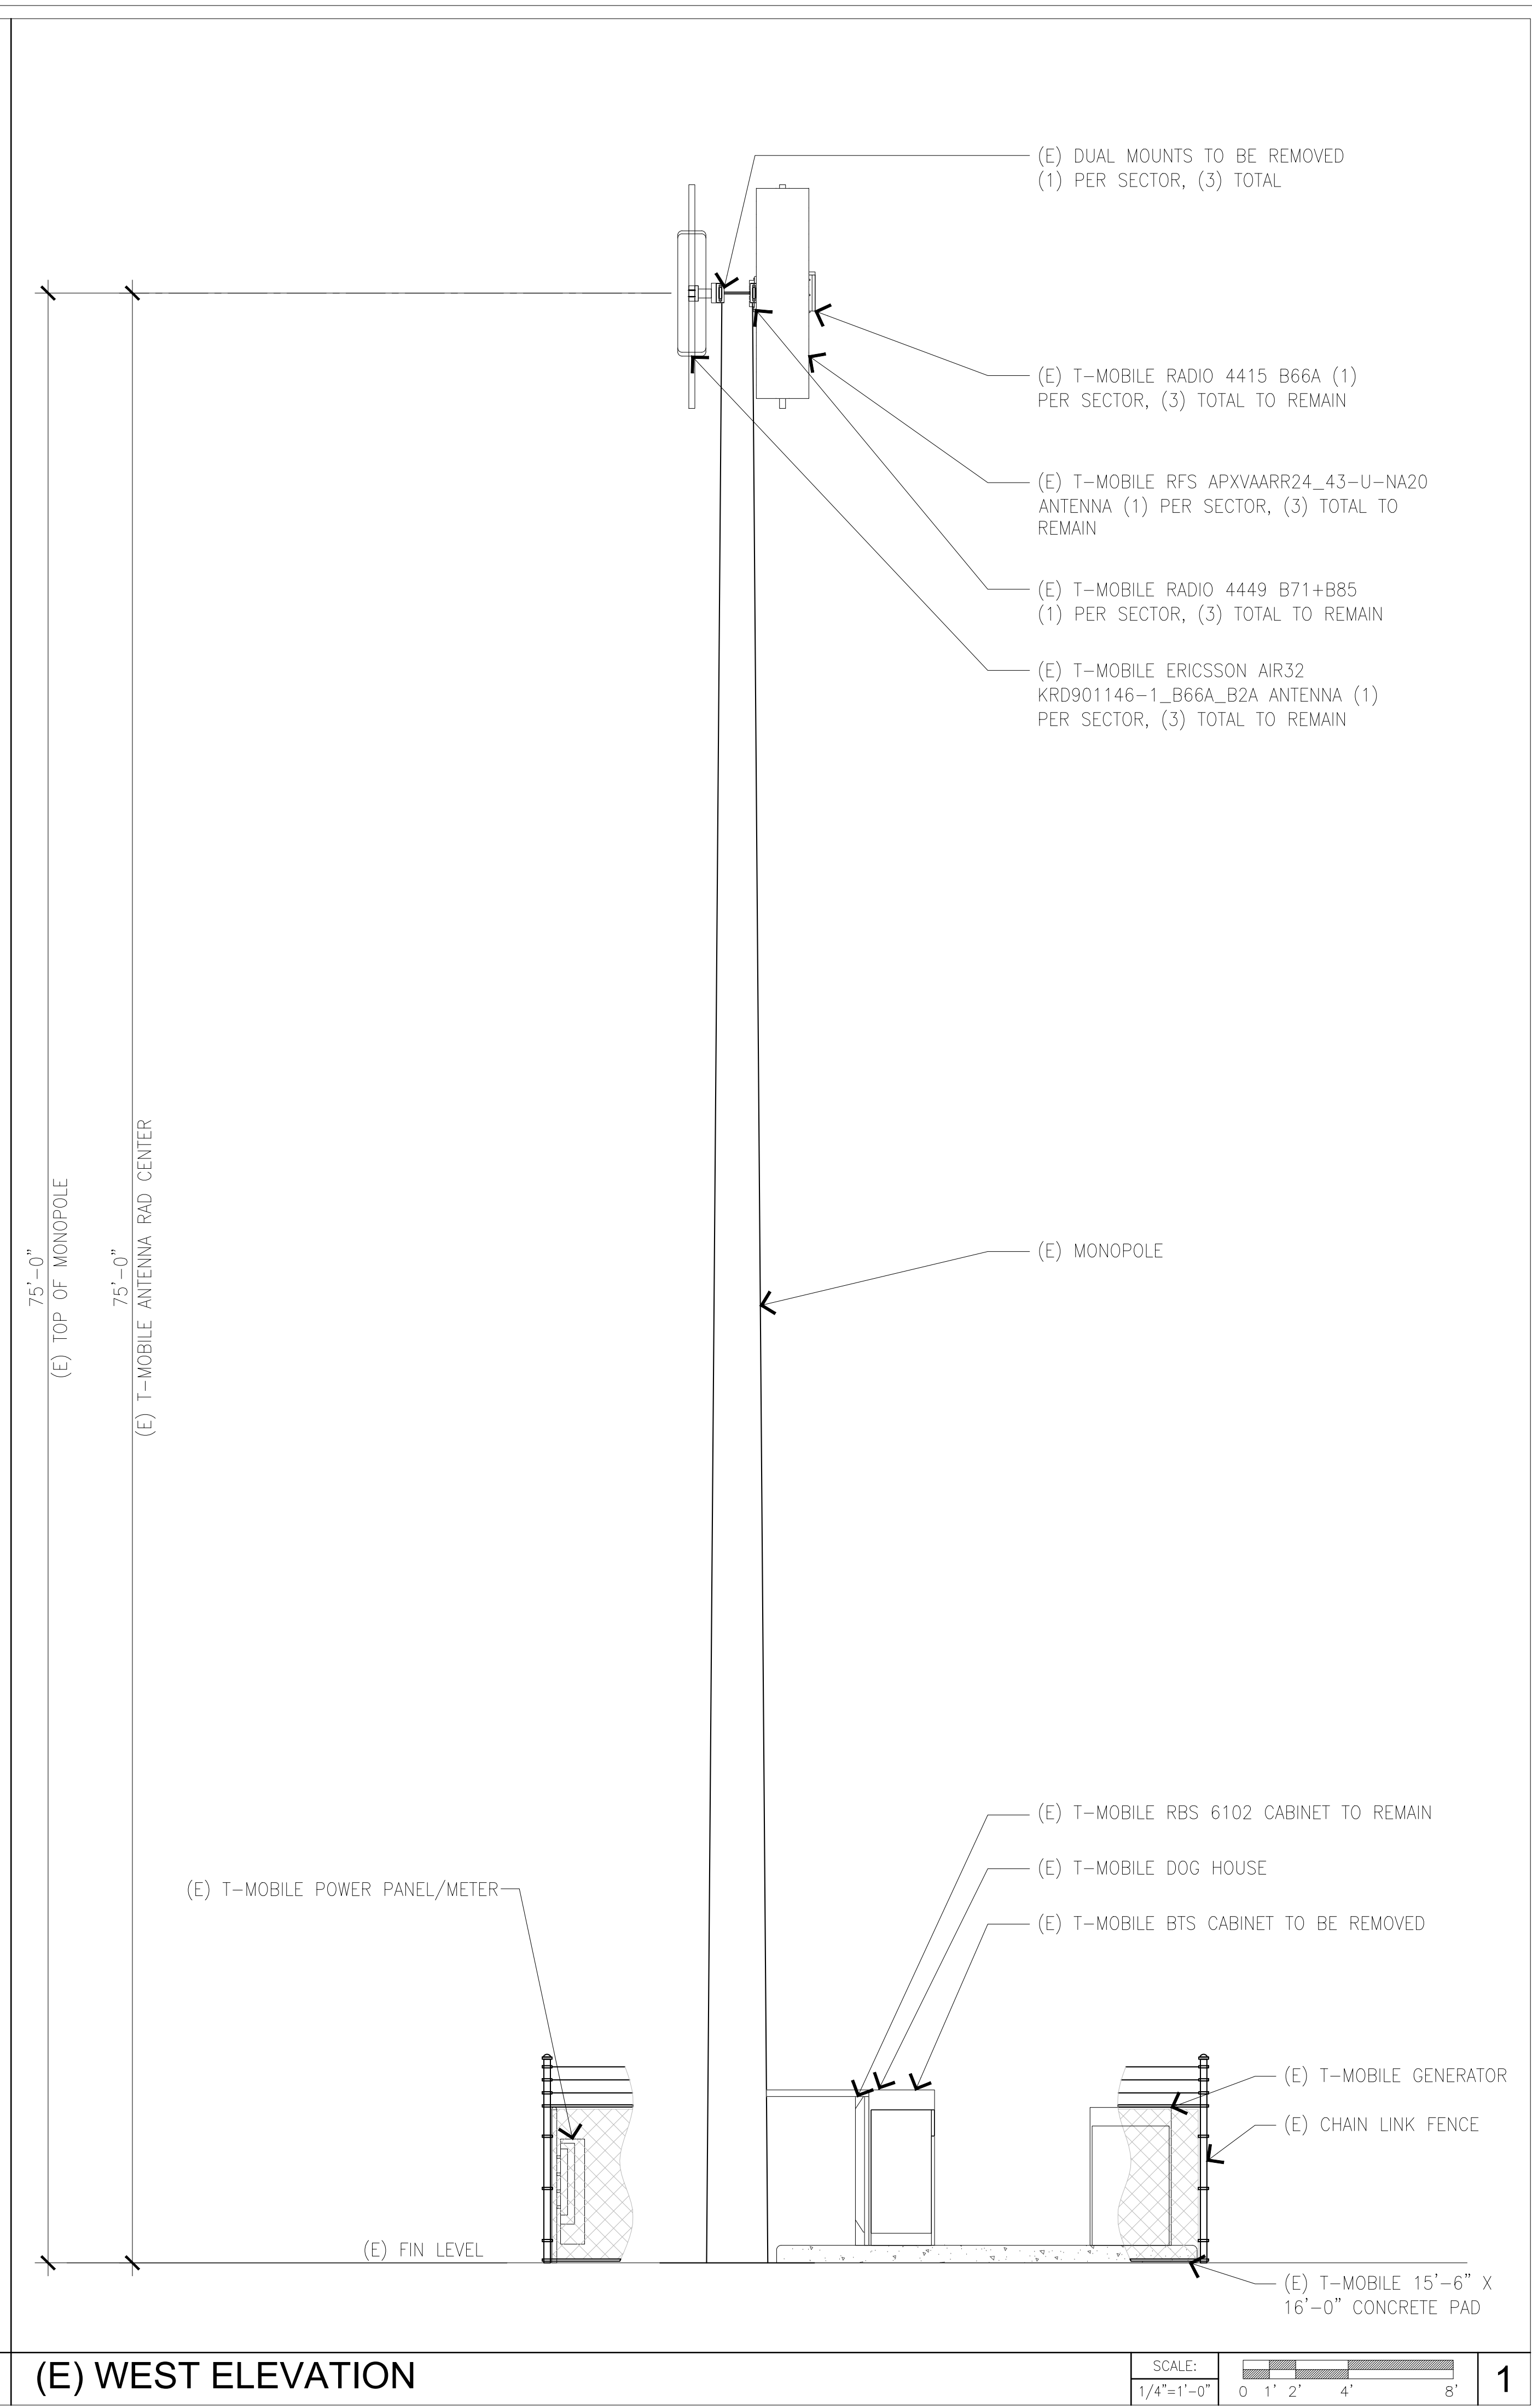 (E) DUAL MOUNTS TO BE REMOVED
(1) PER SECTOR, (3) TOTAL
(E) T-MOBILE RADIO 4415 B66A (1)
PER SECTOR, (3) TOTAL TO REMAIN
(E) T-MOBILE RFS APXVAARR24_43-U-NA20
ANTENNA (1) PER SECTOR, (3) TOTAL TO
REMAIN
(E) T-MOBILE RADIO 4449 B71+B85
(1) PER SECTOR, (3) TOTAL TO REMAIN
(E) T-MOBILE ERICSSON AIR32
KRD901146-1_B66A_B2A ANTENNA (1)
PER SECTOR, (3) TOTAL TO REMAIN
75'-0"
(E) TOP OF MONOPOLE
75'-0"
(E) T-MOBILE ANTENNA RAD CENTER
(E) MONOPOLE
(E) T-MOBILE RBS 6102 CABINET TO REMAIN
(E) T-MOBILE DOG HOUSE
(E) T-MOBILE POWER PANEL/METER
(E) T-MOBILE BTS CABINET TO BE REMOVED
(E) T-MOBILE GENERATOR
(E) CHAIN LINK FENCE
(E) FIN LEVEL
(E) T-MOBILE 15'-6" X
16'-0" CONCRETE PAD
(E) WEST ELEVATION
SCALE:
1/4"=1'-0"
0 1' 2' 4' 8'
1